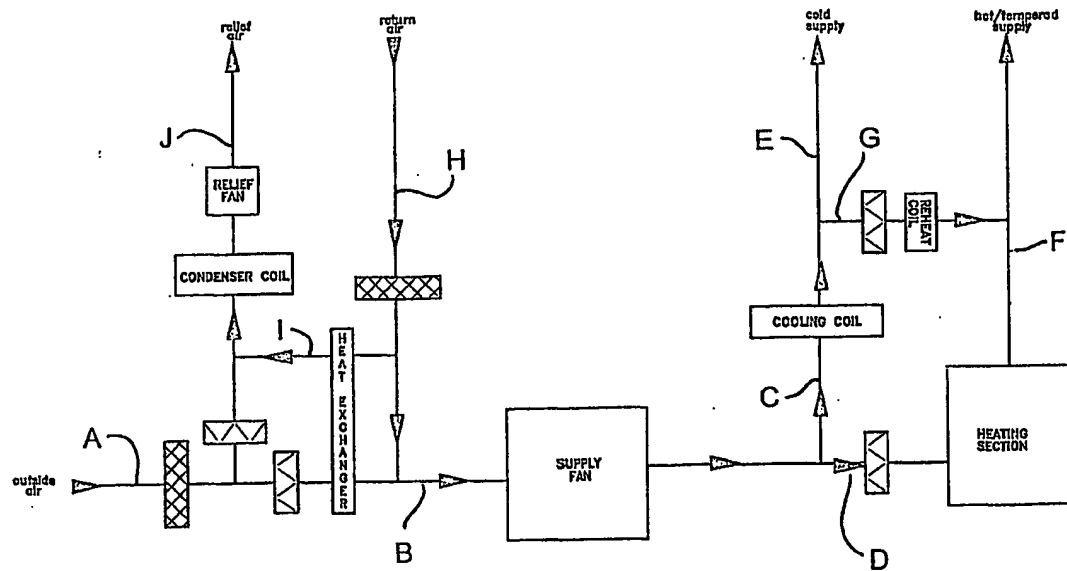 relief
air
return
air
cold
supply
hot/tempered
supply
J
H
E
G
RELIEF
FAN
REHEAT
COIL
F
CONDENSER COIL
I
HEAT EXCHANGER
COOLING COIL
C
A
outside
air
B
SUPPLY
FAN
D
HEATING
SECTION